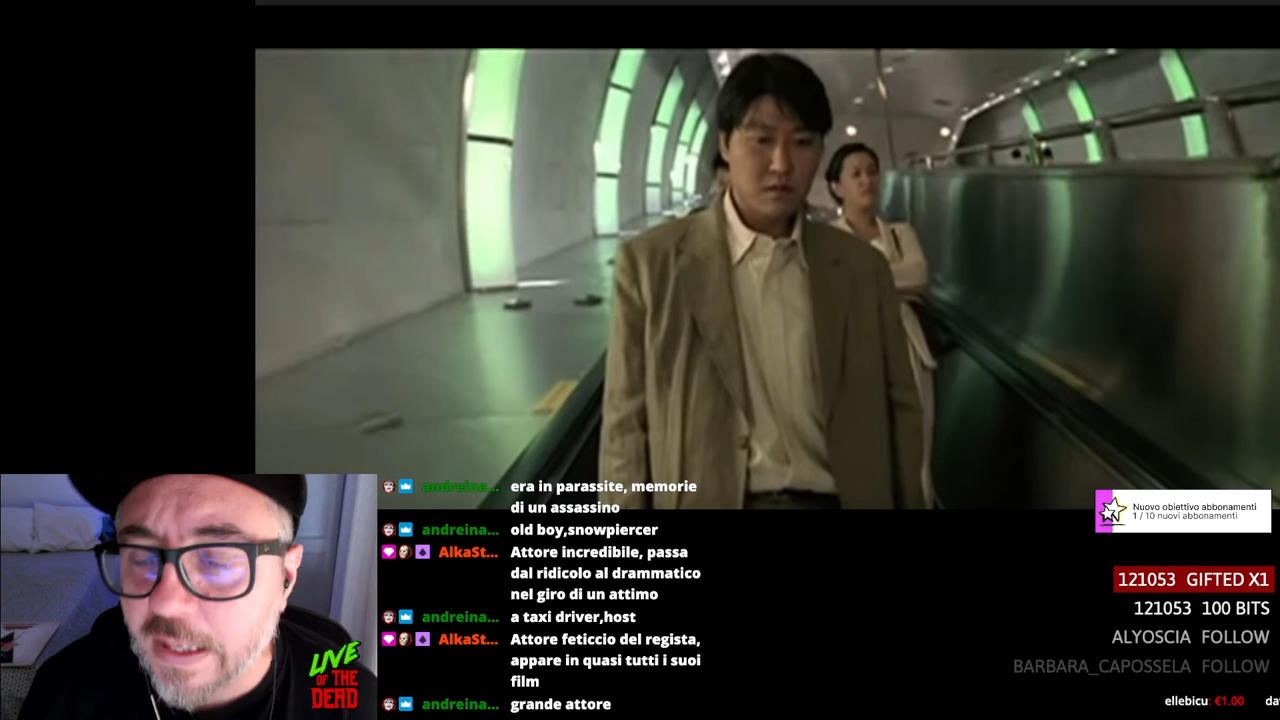 andreina... era in parassite, memorie
di un assassino
andreina... old boy,snowpiercer
AlkaSt... Attore incredibile, passa
dal ridicolo al drammatico
nel giro di un attimo
andreina... a taxi driver,host
AlkaSt... Attore feticcio del regista,
appare in quasi tutti i suoi
film
andreina... grande attore
LIVE
OF THE
DEAD
Nuovo obiettivo abbonamenti
1 / 10 nuovi abbonamenti
121053 GIFTED X1
121053 100 BITS
ALYOSCIA FOLLOW
BARBARA_CAPOSSELA FOLLOW
ellebicu: €1.00 da